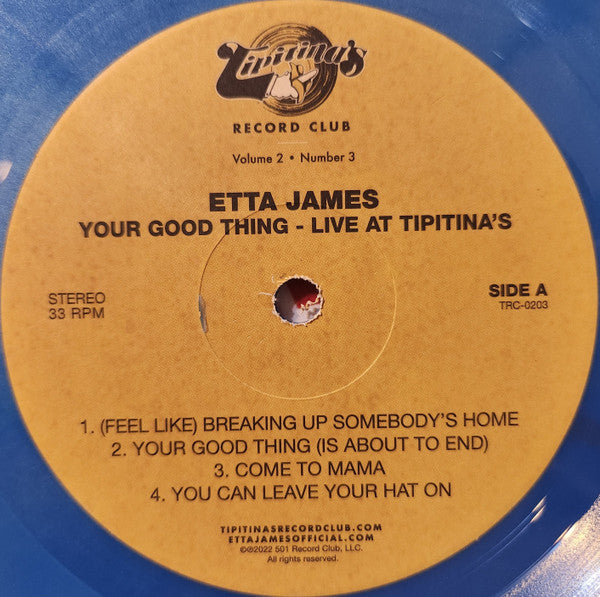 Tipitina's
RECORD CLUB
Volume 2 • Number 3
ETTA JAMES
YOUR GOOD THING - LIVE AT TIPITINA'S
STEREO
33 RPM
SIDE A
TRC-0203
1. (FEEL LIKE) BREAKING UP SOMEBODY'S HOME
2. YOUR GOOD THING (IS ABOUT TO END)
3. COME TO MAMA
4. YOU CAN LEAVE YOUR HAT ON
TIPITINASRECORDCLUB.COM
ETTAJAMESOFFICIAL.COM
©℗2022 501 Record Club, LLC.
All rights reserved.